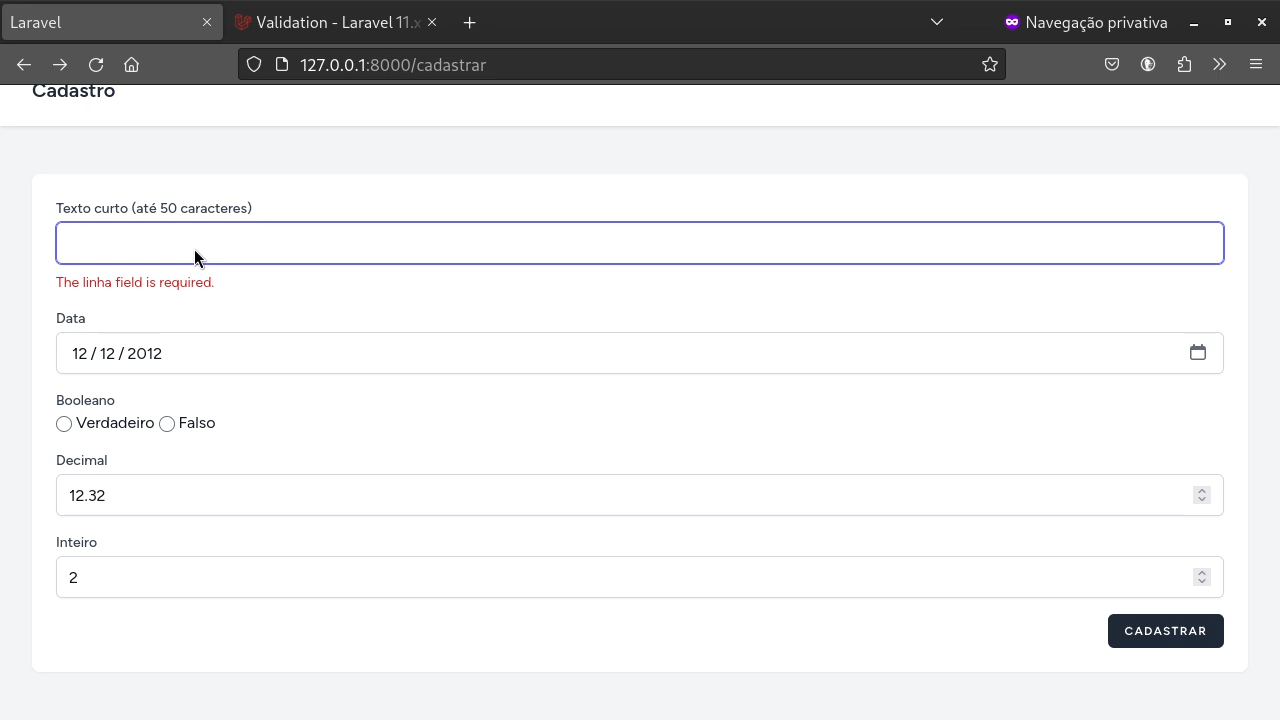 Laravel
Validation - Laravel 11.x
Navegação privativa
127.0.0.1:8000/cadastrar
Cadastro
Texto curto (até 50 caracteres)
The linha field is required.
Data
12 / 12 / 2012
Booleano
Verdadeiro Falso
Decimal
12.32
Inteiro
2
CADASTRAR